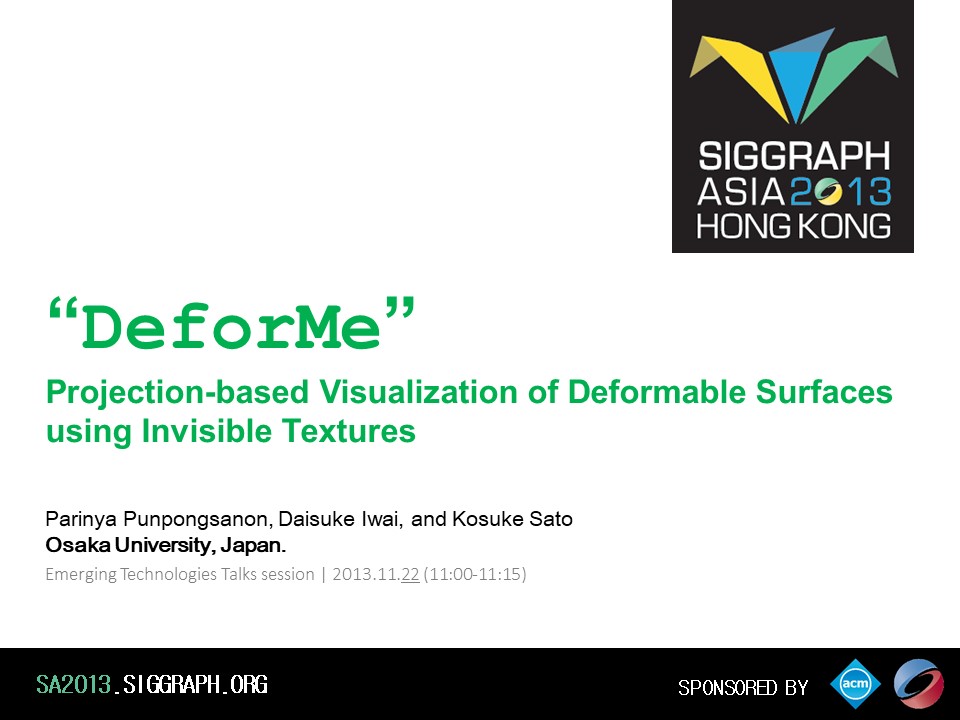 SIGGRAPH
ASIA 2013
HONG KONG
“DeforMe”
Projection-based Visualization of Deformable Surfaces
using Invisible Textures
Parinya Punpongsanon, Daisuke Iwai, and Kosuke Sato
Osaka University, Japan.
Emerging Technologies Talks session | 2013.11.22 (11:00-11:15)
SA2013.SIGGRAPH.ORG
SPONSORED BY acm